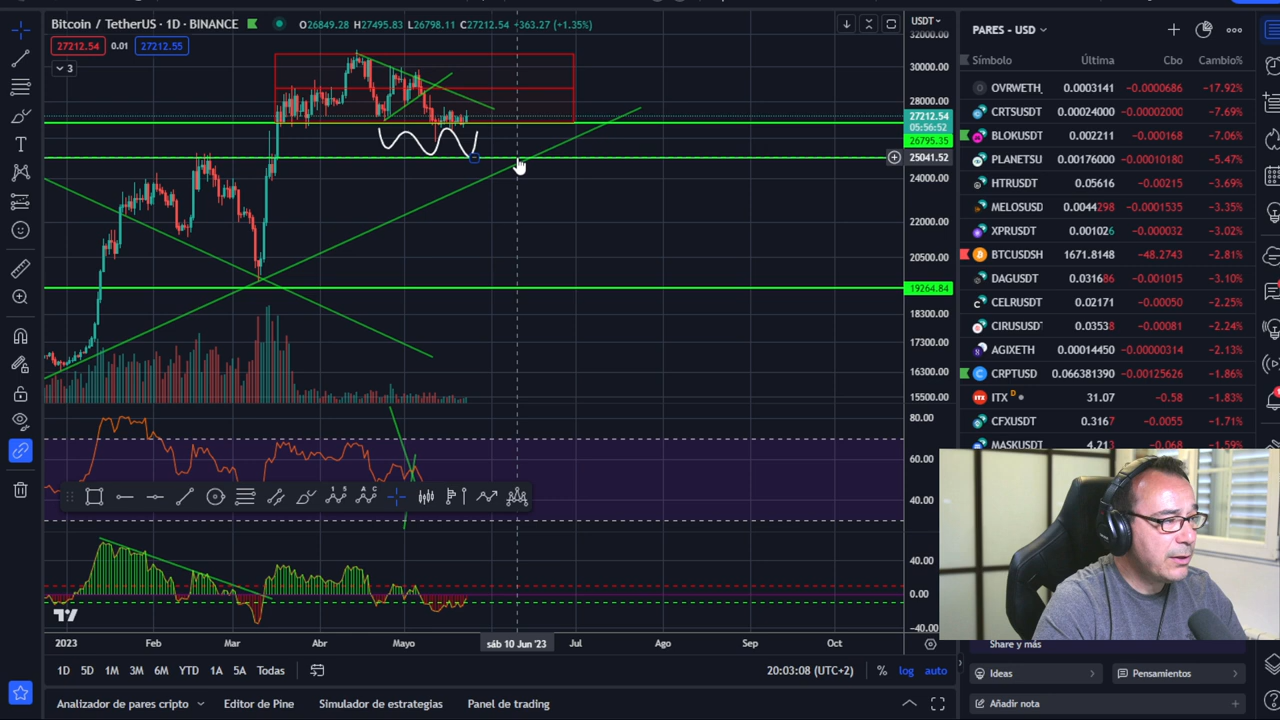 Bitcoin / TetherUS · 1D · BINANCE
O26849.28 H27495.83 L26798.11 C27212.54 +363.27 (+1.35%)
USDT
27212.54 0.01 27212.55
3
32000.00
30000.00
28000.00
27212.54
05:56:52
26795.35
25041.52
24000.00
22000.00
20500.00
19264.84
18300.00
17300.00
16300.00
15500.00
80.00
60.00
40.00
40.00
0.00
−40.00
2023 Feb Mar Abr Mayo sáb 10 Jun '23 Jul Ago Sep Oct
1D 5D 1M 3M 6M YTD 1A 5A Todas
20:03:08 (UTC+2) % log auto
Analizador de pares cripto Editor de Pine Simulador de estrategias Panel de trading
PARES - USD
Símbolo Última Cbo Cambio%
OVRWETH 0.0003141 −0.0000686 −17.92%
CRTSUSDT 0.00024000 −0.00002000 −7.69%
BLOKUSDT 0.002211 −0.000168 −7.06%
PLANETSU 0.00176000 −0.00010180 −5.47%
HTRUSDT 0.05616 −0.00215 −3.69%
MELOSUSD 0.0044298 −0.0001535 −3.35%
XPRUSDT 0.001026 −0.000032 −3.02%
BTCUSDSH 1671.8148 −48.2743 −2.81%
DAGUSDT 0.031686 −0.001105 −3.10%
CELRUSDT 0.02171 −0.00050 −2.25%
CIRUSUSDT 0.03538 −0.00081 −2.24%
AGIXETH 0.00014450 −0.00000314 −2.13%
CRPTUSD 0.066381390 −0.00125626 −1.86%
ITX D 31.07 −0.58 −1.83%
CFXUSDT 0.3167 −0.0055 −1.71%
MASKUSDT 4.213 −0.068 −1.59%
Share y más
Ideas Pensamientos
Añada nota